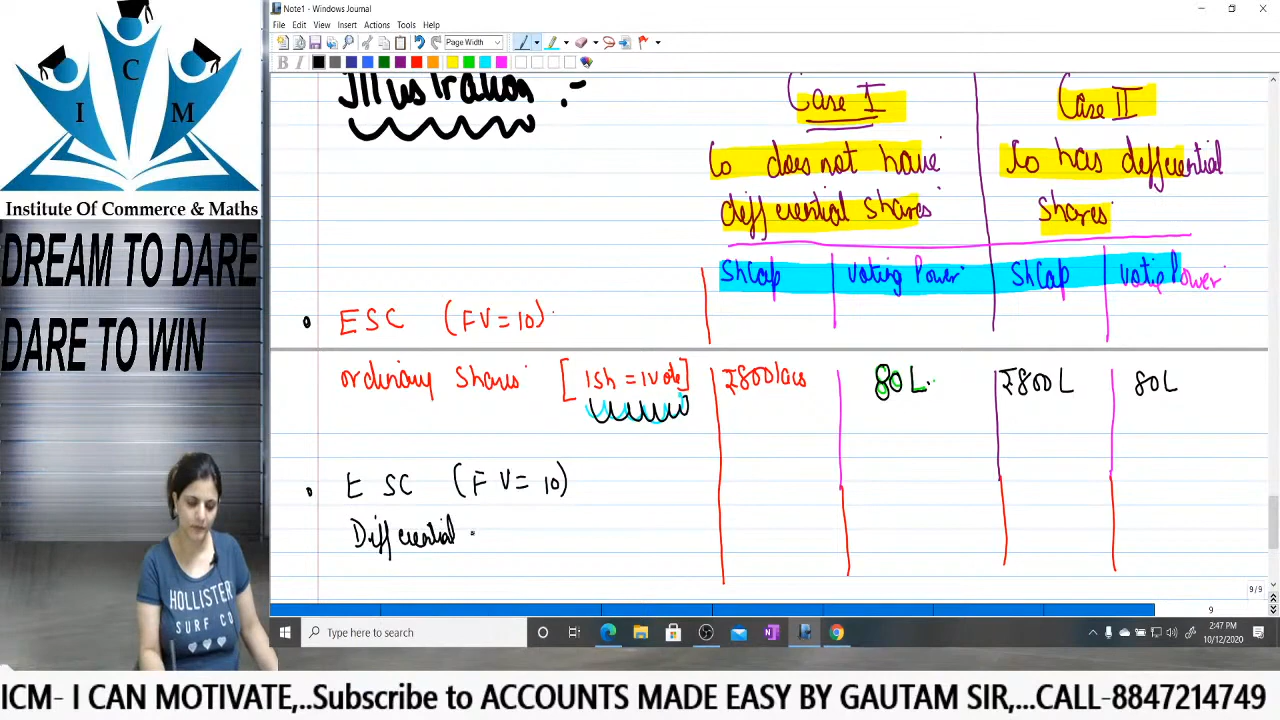 Note1 - Windows Journal
File Edit View Insert Actions Tools Help
Page Width
B I
C
I M
Institute Of Commerce & Maths
DREAM TO DARE
DARE TO WIN
HOLLISTER
SURF CO
Illustration :-
Case I
Co does not have
differential shares
Case II
Co has differential
shares
ShCap
Voting Power
ShCap
Votig Power
ESC (FV=10)
ordinary Shares [1sh = 1Vote]
₹800lacs
80L
₹800L
80L
ESC (FV=10)
Differential
9/9
9
Type here to search
2:47 PM
10/12/2020
ICM- I CAN MOTIVATE,..Subscribe to ACCOUNTS MADE EASY BY GAUTAM SIR,...CALL-8847214749